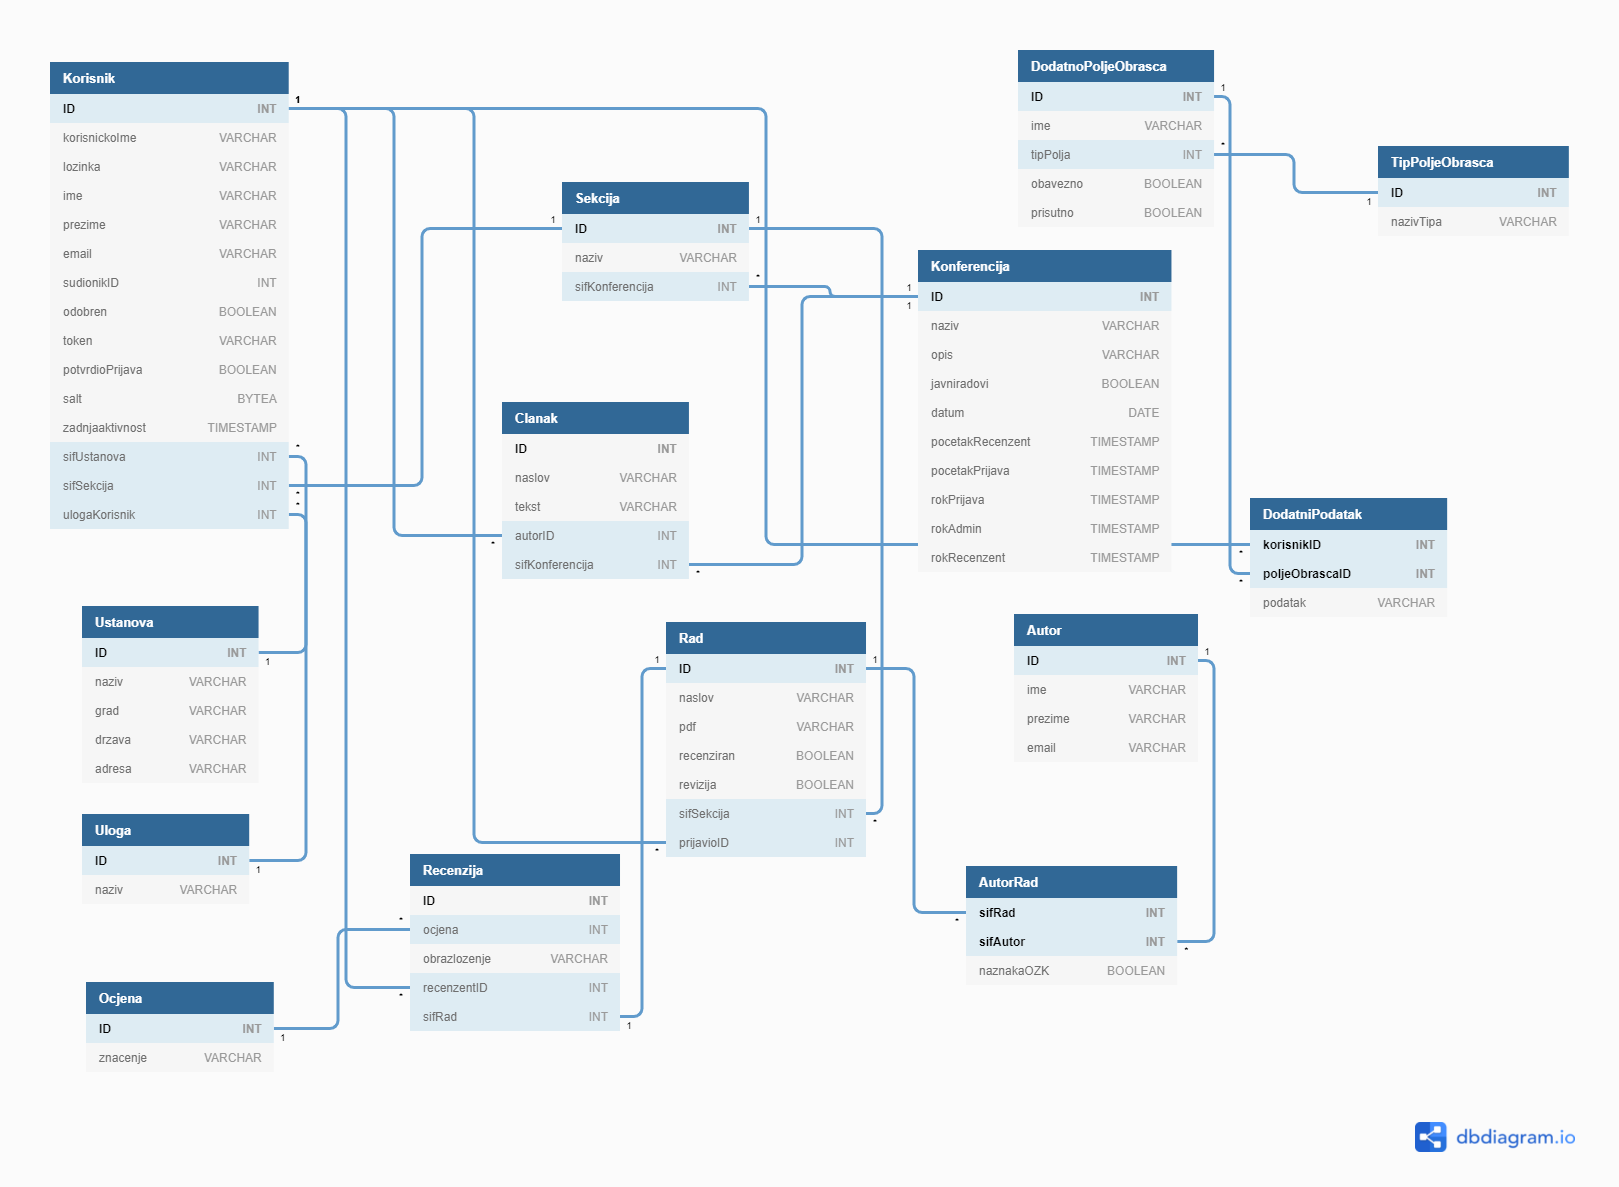 Korisnik
ID INT
korisnickoIme VARCHAR
lozinka VARCHAR
ime VARCHAR
prezime VARCHAR
email VARCHAR
sudionikID INT
odobren BOOLEAN
token VARCHAR
potvrdioPrijava BOOLEAN
salt BYTEA
zadnjaaktivnost TIMESTAMP
sifUstanova INT
sifSekcija INT
ulogaKorisnik INT
1
*
*
*
Sekcija
ID INT
naziv VARCHAR
sifKonferencija INT
1
1
*
DodatnoPoljeObrasca
ID INT
ime VARCHAR
tipPolja INT
obavezno BOOLEAN
prisutno BOOLEAN
1
*
TipPoljeObrasca
ID INT
nazivTipa VARCHAR
1
Konferencija
ID INT
naziv VARCHAR
opis VARCHAR
javniradovi BOOLEAN
datum DATE
pocetakRecenzent TIMESTAMP
pocetakPrijava TIMESTAMP
rokPrijava TIMESTAMP
rokAdmin TIMESTAMP
rokRecenzent TIMESTAMP
1
1
Clanak
ID INT
naslov VARCHAR
tekst VARCHAR
autorID INT
sifKonferencija INT
*
*
DodatniPodatak
korisnikID INT
poljeObrascaID INT
podatak VARCHAR
*
*
Ustanova
ID INT
naziv VARCHAR
grad VARCHAR
drzava VARCHAR
adresa VARCHAR
1
Rad
ID INT
naslov VARCHAR
pdf VARCHAR
recenziran BOOLEAN
revizija BOOLEAN
sifSekcija INT
prijavioID INT
1
1
*
*
Autor
ID INT
ime VARCHAR
prezime VARCHAR
email VARCHAR
1
Uloga
ID INT
naziv VARCHAR
1
Recenzija
ID INT
ocjena INT
obrazlozenje VARCHAR
recenzentID INT
sifRad INT
*
*
1
AutorRad
sifRad INT
sifAutor INT
naznakaOZK BOOLEAN
*
*
Ocjena
ID INT
znacenje VARCHAR
1
dbdiagram.io